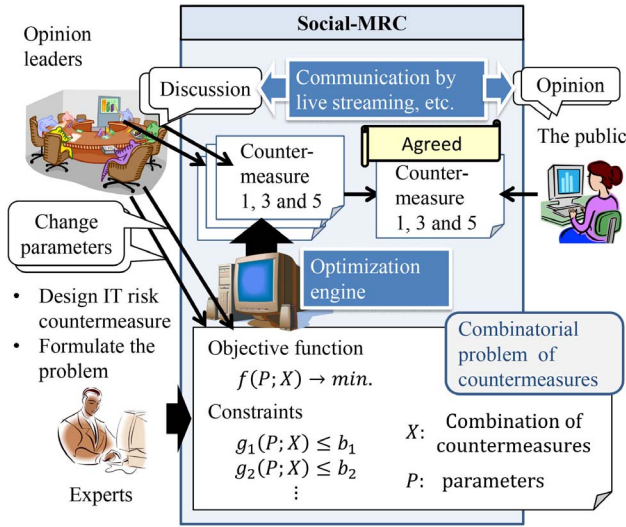 Social-MRC
Opinion
leaders
Discussion
Communication by
live streaming, etc.
Opinion
The public
Counter-
measure
1, 3 and 5
Agreed
Counter-
measure
1, 3 and 5
Change
parameters
Optimization
engine
• Design IT risk
countermeasure
• Formulate the
problem
Experts
Combinatorial
problem of
countermeasures
Objective function
f(P; X) → min.
Constraints
g₁(P; X) ≤ b₁
g₂(P; X) ≤ b₂
⋮
X: Combination of
countermeasures
P: parameters